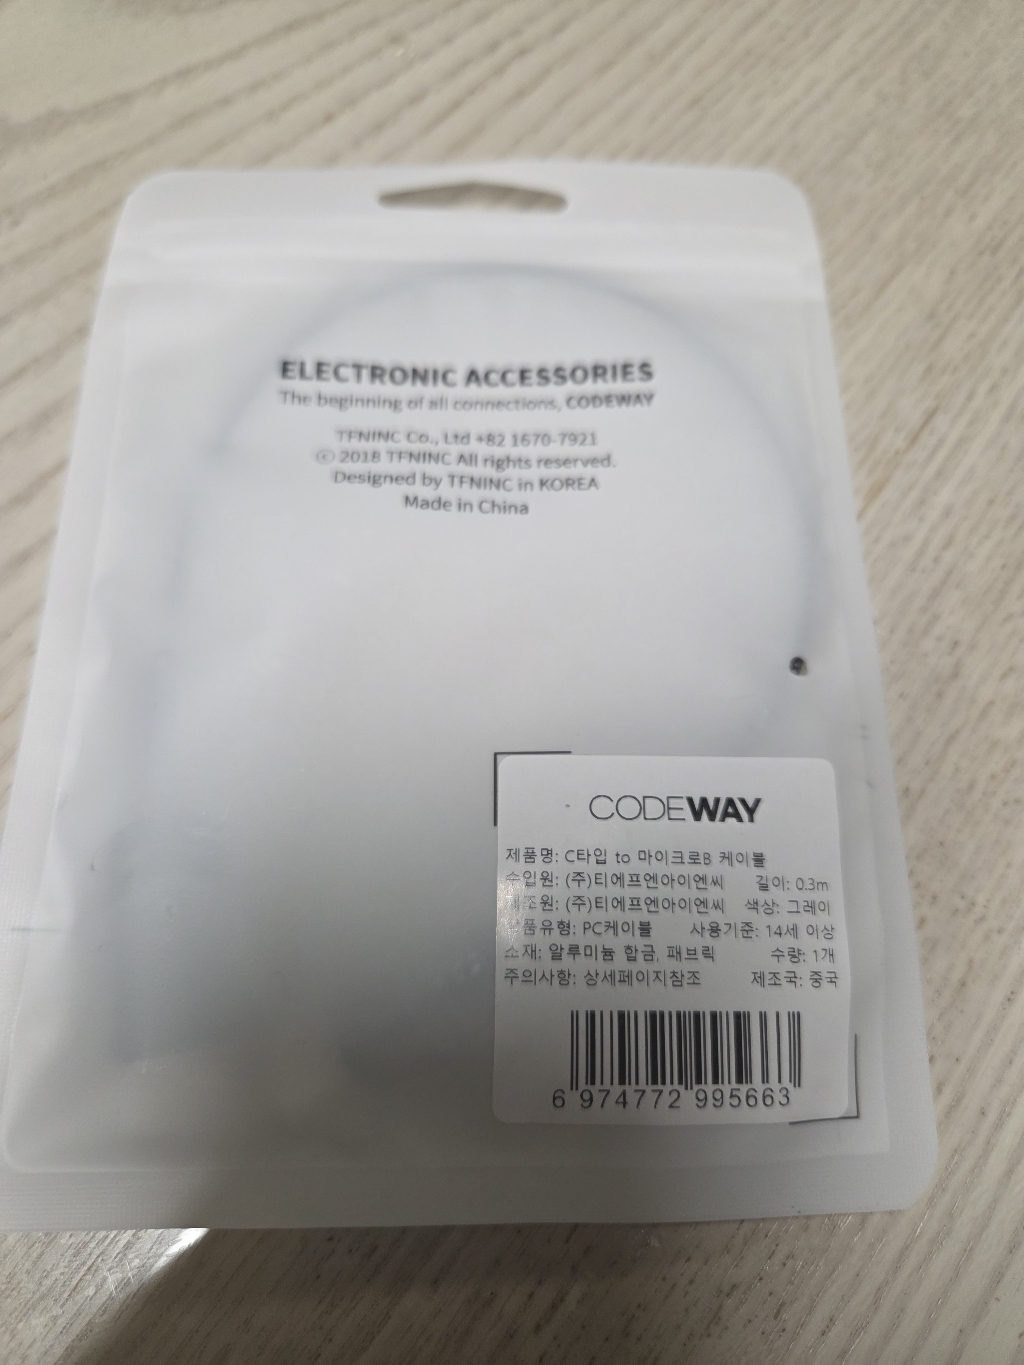 ELECTRONIC ACCESSORIES
The beginning of all connections, CODEWAY
TFNINC Co., Ltd +82 1670-7921
ⓒ 2018 TFNINC All rights reserved.
Designed by TFNINC in KOREA
Made in China
CODEWAY
제품명: C타입 to 마이크로B 케이블
수입원: (주)티에프엔아이엔씨 길이: 0.3m
제조원: (주)티에프엔아이엔씨 색상: 그레이
제품유형: PC케이블 사용기준: 14세 이상
소재: 알루미늄 합금, 패브릭 수량: 1개
주의사항: 상세페이지참조 제조국: 중국
6 974772 995663